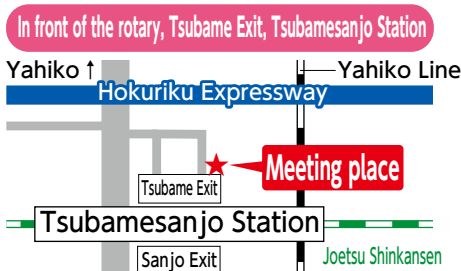 In front of the rotary, Tsubame Exit, Tsubamesanjo Station
Yahiko ↑
Yahiko Line
Hokuriku Expressway
Meeting place
Tsubame Exit
Tsubamesanjo Station
Sanjo Exit
Joetsu Shinkansen